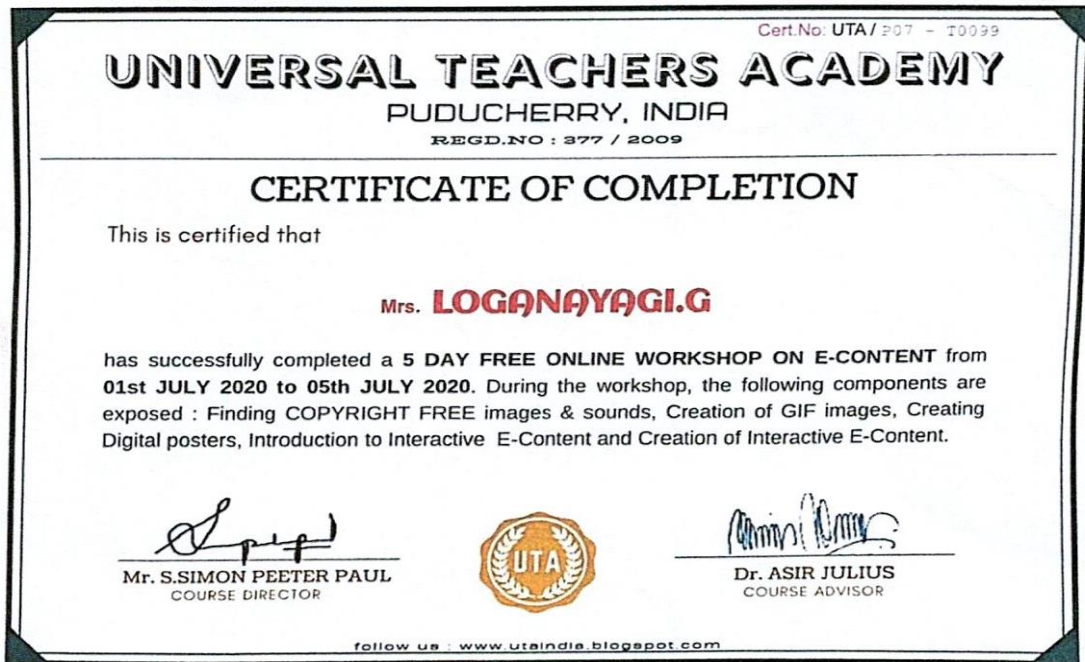 Cert.No: UTA / P07 - T0099
UNIVERSAL TEACHERS ACADEMY
PUDUCHERRY, INDIA
REGD.NO : 377 / 2009
CERTIFICATE OF COMPLETION
This is certified that
Mrs. LOGANAYAGI.G
has successfully completed a 5 DAY FREE ONLINE WORKSHOP ON E-CONTENT from
01st JULY 2020 to 05th JULY 2020. During the workshop, the following components are
exposed : Finding COPYRIGHT FREE images & sounds, Creation of GIF images, Creating
Digital posters, Introduction to Interactive E-Content and Creation of Interactive E-Content.
UTA
Mr. S.SIMON PEETER PAUL
COURSE DIRECTOR
Dr. ASIR JULIUS
COURSE ADVISOR
follow us : www.utaindia.blogspot.com